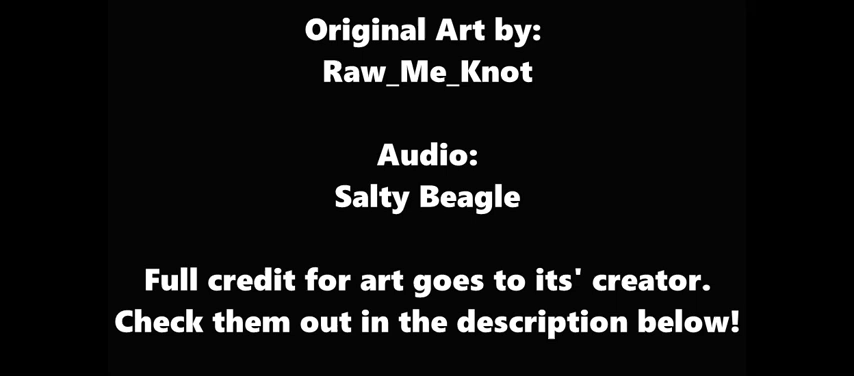 Original Art by:
Raw_Me_Knot
Audio:
Salty Beagle
Full credit for art goes to its' creator.
Check them out in the description below!